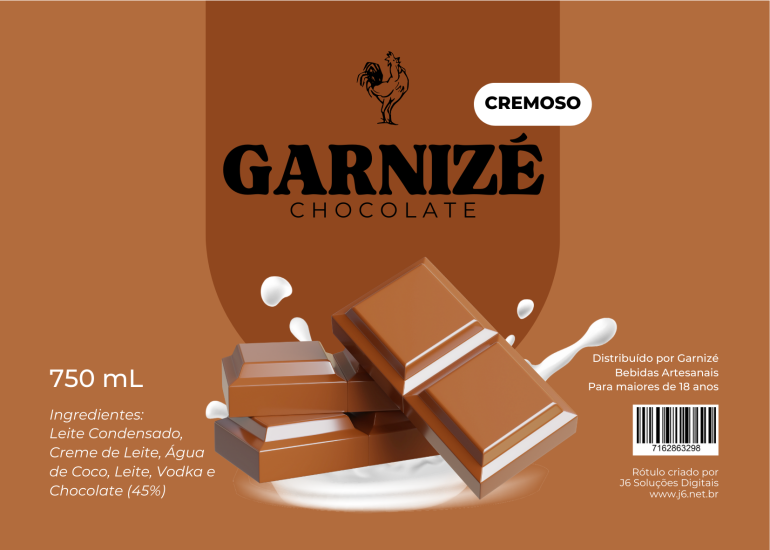 CREMOSO
GARNIZÉ
CHOCOLATE
750 mL
Ingredientes:
Leite Condensado,
Creme de Leite, Água
de Coco, Leite, Vodka e
Chocolate (45%)
Distribuído por Garnizé
Bebidas Artesanais
Para maiores de 18 anos
7162863298
Rótulo criado por
J6 Soluções Digitais
www.j6.net.br